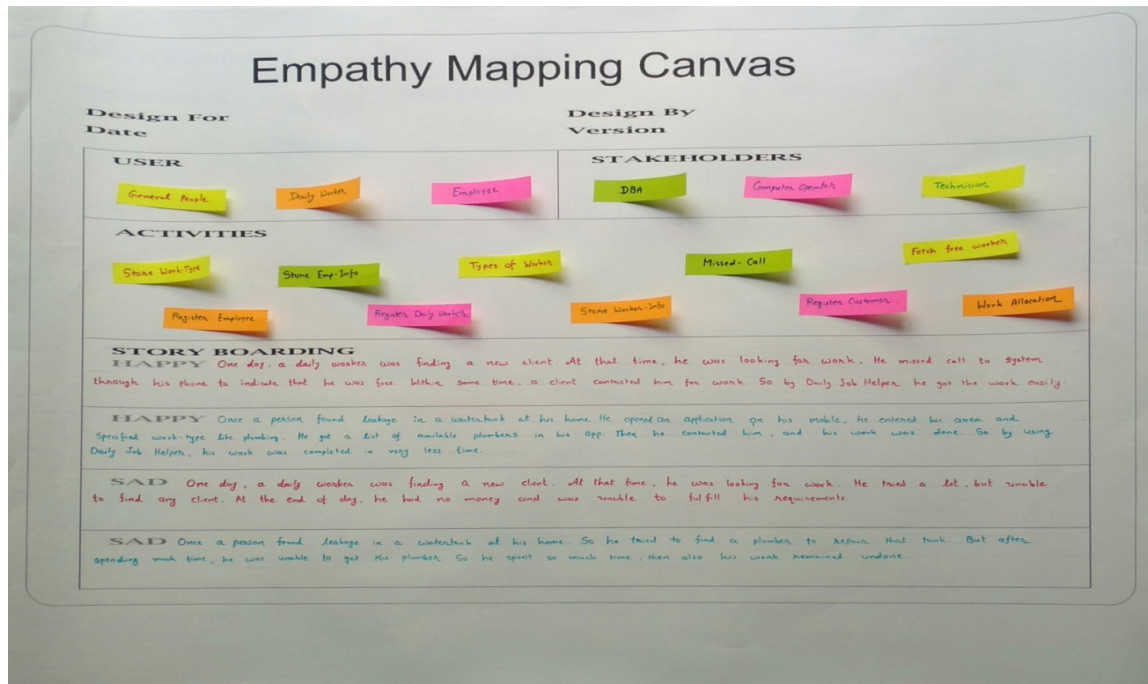 Empathy Mapping Canvas
Design For
Date
Design By
Version
USER
General People
Daily Worker
Employee
STAKEHOLDERS
DBA
Computer Operator
Technician
ACTIVITIES
Store Work-Type
Store Emp-Info
Types of Worker
Missed-Call
Fetch free worker
Register Employee
Register Daily Worker
Store Worker-Info
Register Customer
Work Allocation
STORY BOARDING
HAPPY One day, a daily worker was finding a new client. At that time, he was looking for work. He missed call to system
through his phone to indicate that he was free. Within some time, a client contacted him for work. So by Daily Job Helper he got the work easily.
HAPPY Once a person found leakage in a watertank at his home. He opened an application on his mobile, he entered his area and
specified work-type like plumbing. He got a list of available plumbers in his app. Then he contacted him, and his work was done. So by using
Daily Job Helper, his work was completed in very less time.
SAD One day, a daily worker was finding a new client. At that time, he was looking for work. He tried a lot, but unable
to find any client. At the end of day, he had no money and was unable to fulfill his requirements.
SAD Once a person found leakage in a watertank at his home. So he tried to find a plumber to repair that tank. But after
spending much time, he was unable to get the plumber. So he spent so much time, then also his work remained undone.